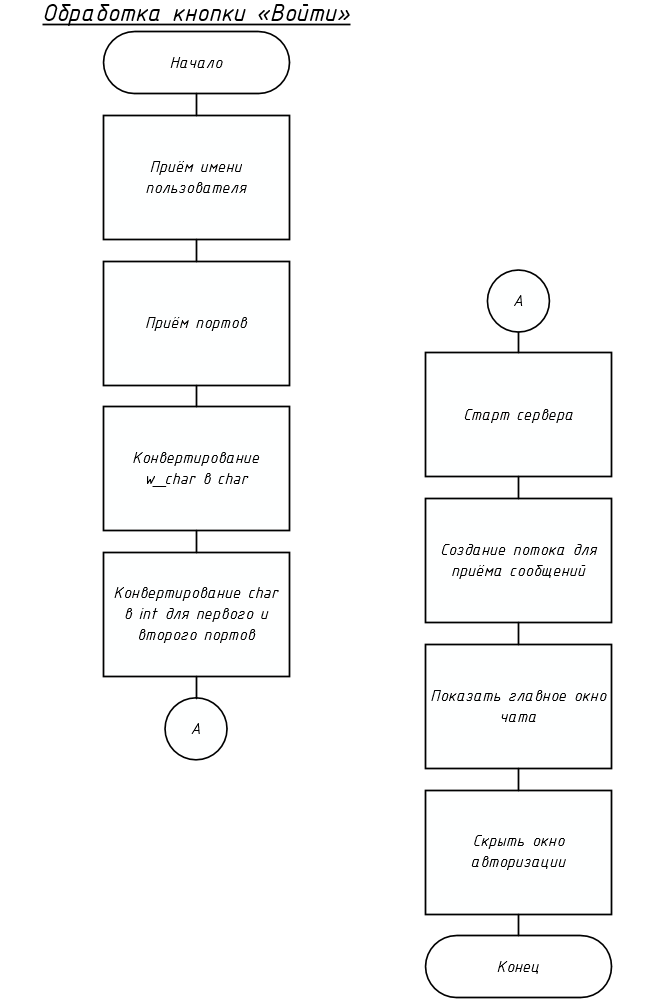 Обработка кнопки «Войти»
Начало
Приём имени
пользователя
Приём портов
Конвертирование
w_char в char
Конвертирование char
в int для первого и
второго портов
А
А
Старт сервера
Создание потока для
приёма сообщений
Показать главное окно
чата
Скрыть окно
авторизации
Конец